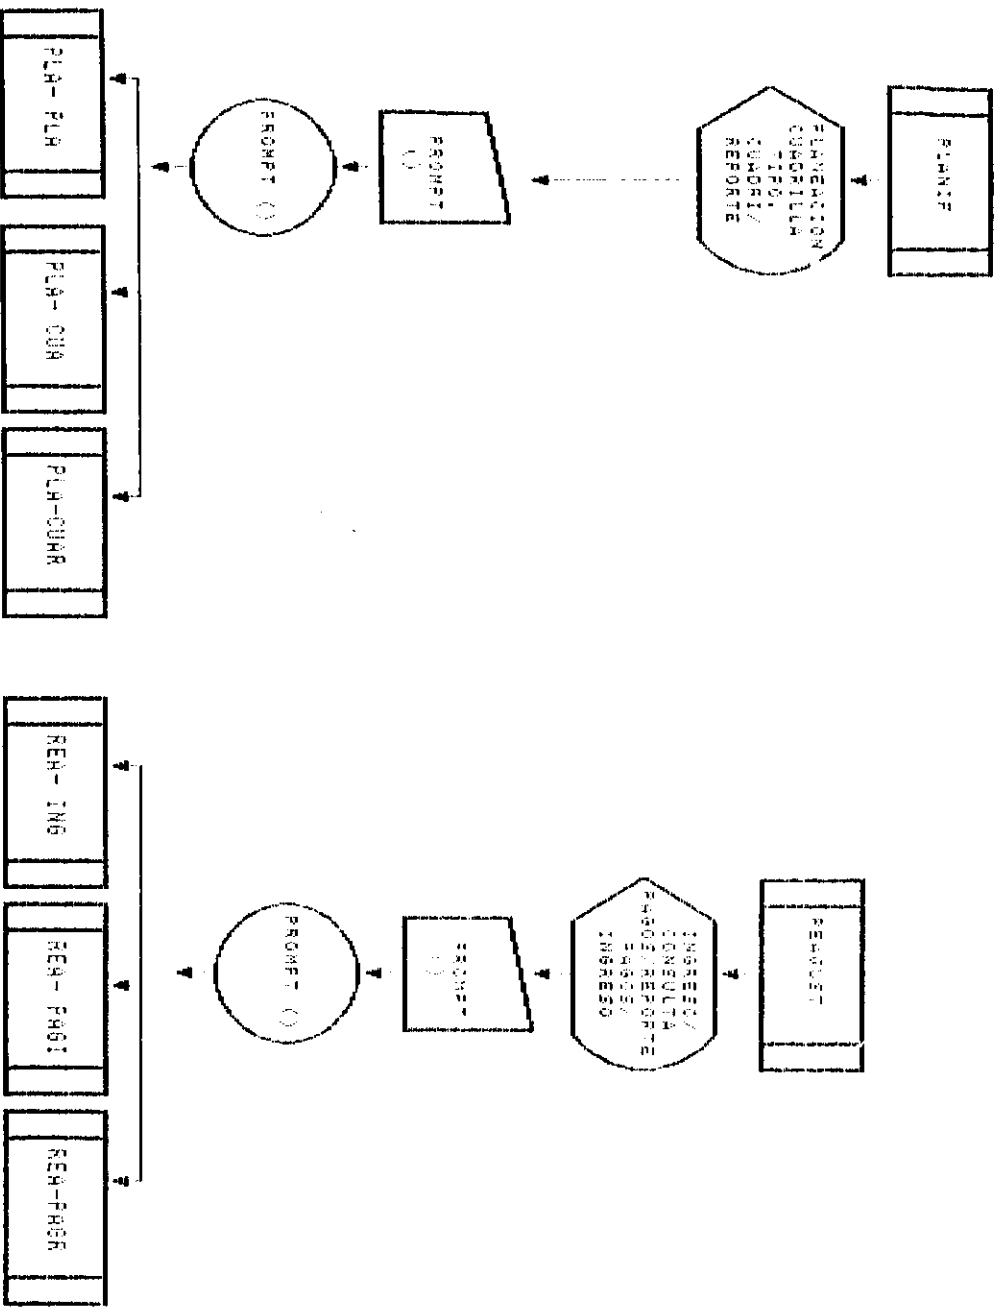 PLANIF
PLANEACION
CUADRILLA
TIPO:
CUADRI/
REPORTE
PROMPT
()
PROMPT ()
PLA- PLA
PLA- CUA
PLA-CUAR
INGRESO/
CONSULTA
PAGOS/REPORTE
PAGOS/
INGRESO
PROMPT
()
PROMPT ()
REA- ING
REA- PAGI
REA-PAGR